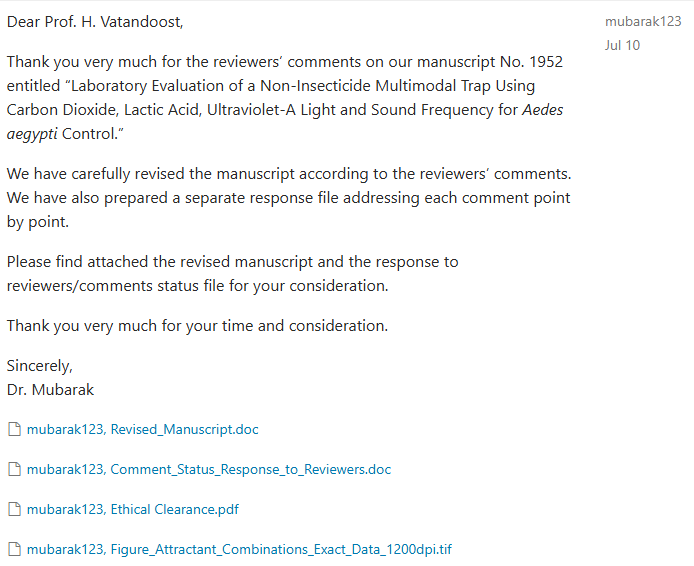 Dear Prof. H. Vatandoost,
mubarak123
Jul 10
Thank you very much for the reviewers’ comments on our manuscript No. 1952
entitled “Laboratory Evaluation of a Non-Insecticide Multimodal Trap Using
Carbon Dioxide, Lactic Acid, Ultraviolet-A Light and Sound Frequency for Aedes
aegypti Control.”
We have carefully revised the manuscript according to the reviewers’ comments.
We have also prepared a separate response file addressing each comment point
by point.
Please find attached the revised manuscript and the response to
reviewers/comments status file for your consideration.
Thank you very much for your time and consideration.
Sincerely,
Dr. Mubarak
mubarak123, Revised_Manuscript.doc
mubarak123, Comment_Status_Response_to_Reviewers.doc
mubarak123, Ethical Clearance.pdf
mubarak123, Figure_Attractant_Combinations_Exact_Data_1200dpi.tif